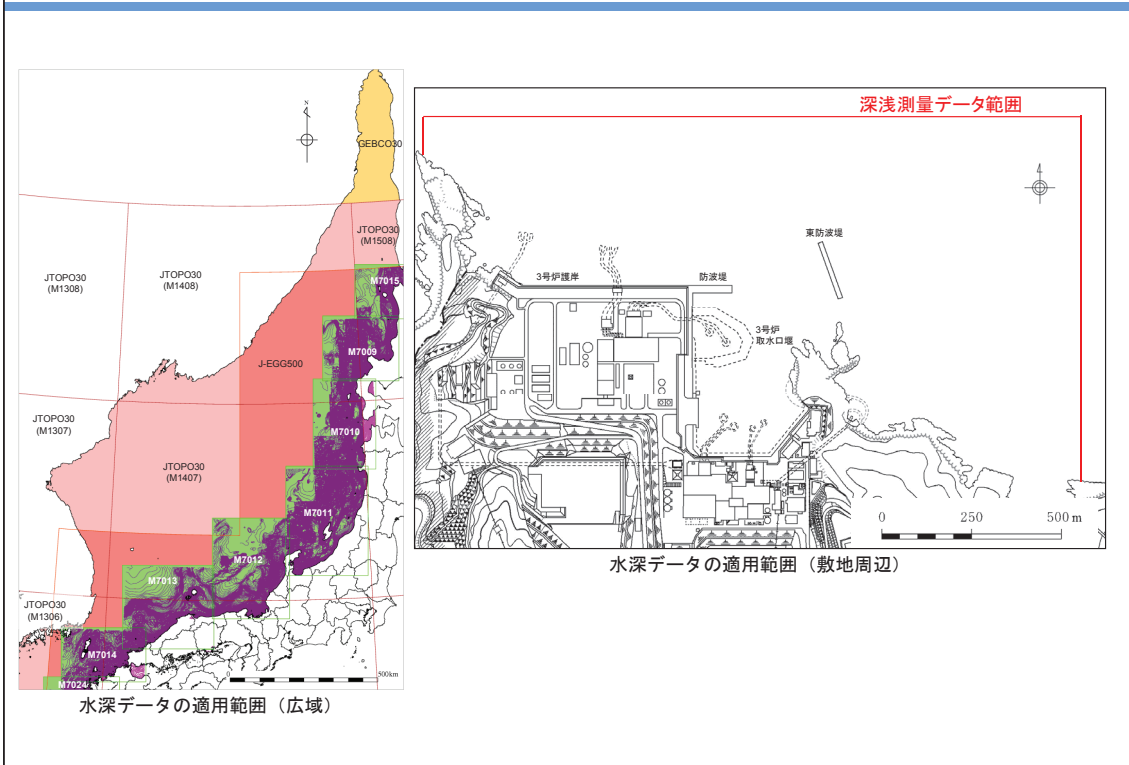 N
GEBCO30
JTOPO30
(M1508)
JTOPO30
(M1308)
JTOPO30
(M1408)
M7015
M7009
J-EGG500
JTOPO30
(M1307)
M7010
JTOPO30
(M1407)
M7011
M7012
M7013
JTOPO30
(M1306)
M7014
M7024
0
500km
水深データの適用範囲（広域）
深浅測量データ範囲
東防波堤
3号炉護岸
防波堤
3号炉
取水口堰
0
250
500 m
水深データの適用範囲（敷地周辺）